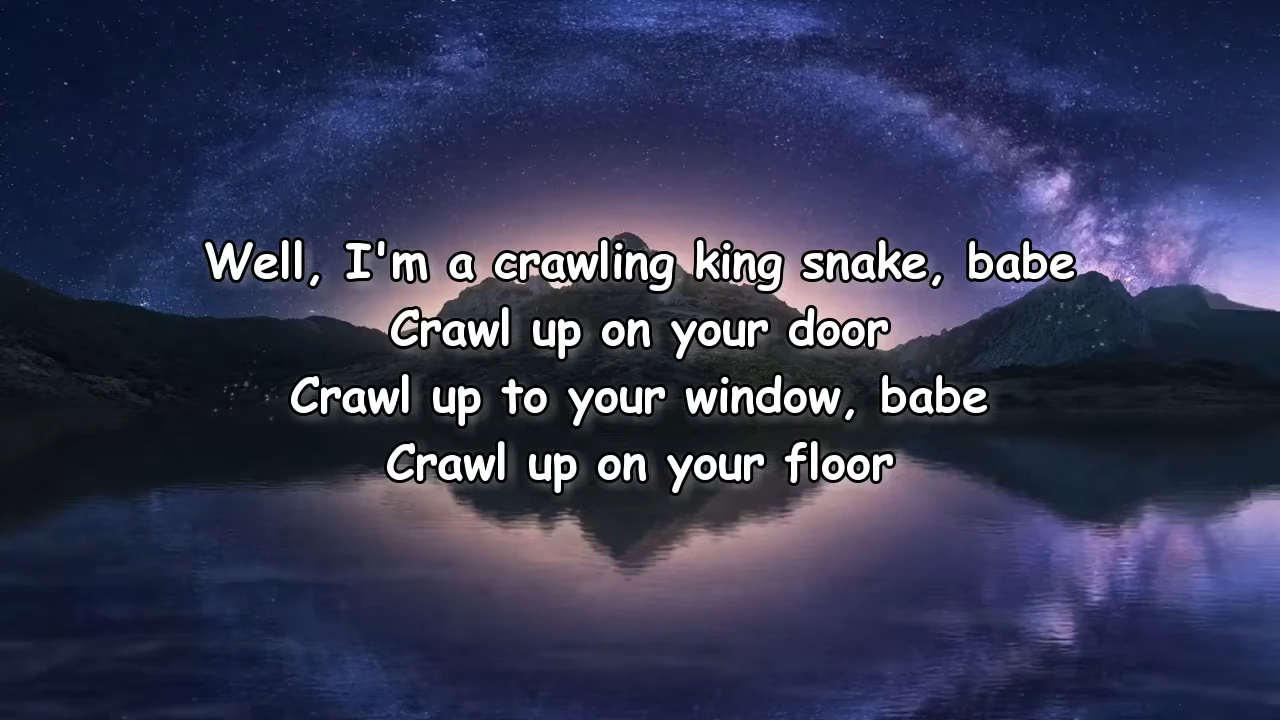 Well, I'm a crawling king snake, babe
Crawl up on your door
Crawl up to your window, babe
Crawl up on your floor